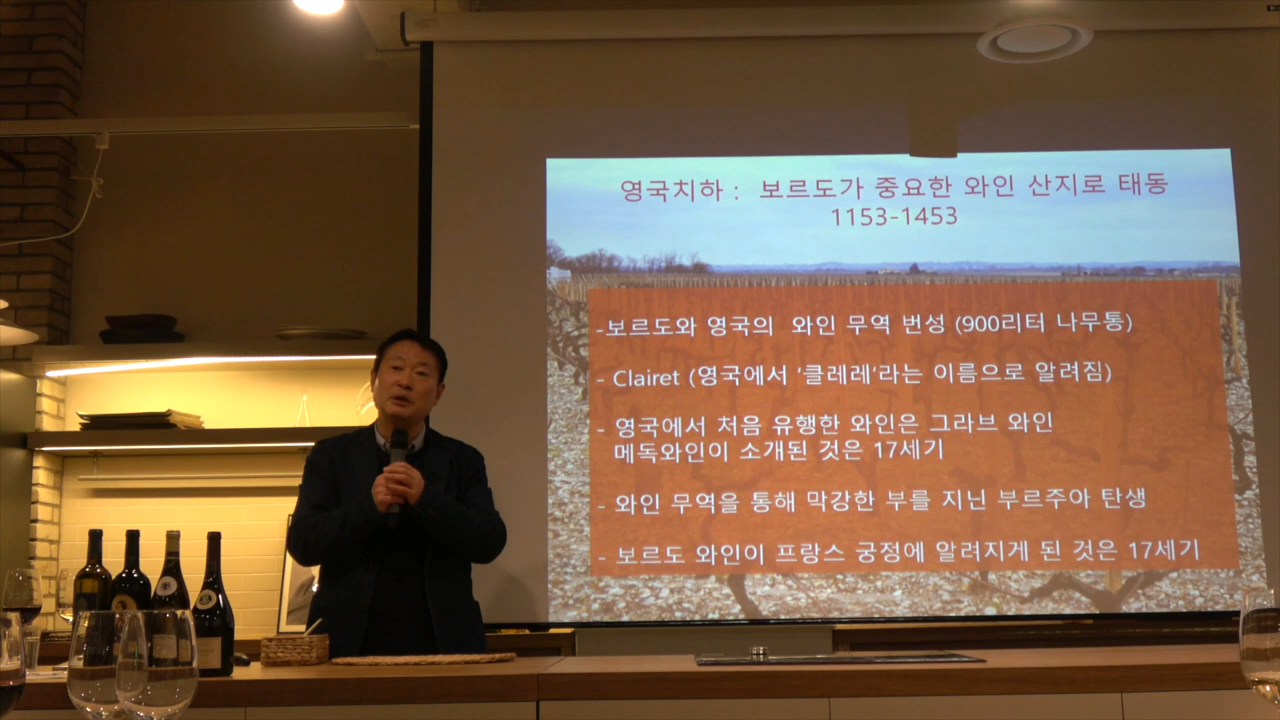 영국치하 : 보르도가 중요한 와인 산지로 태동
1153-1453
-보르도와 영국의 와인 무역 번성 (900리터 나무통)
- Clairet (영국에서 '클레레'라는 이름으로 알려짐)
- 영국에서 처음 유행한 와인은 그라브 와인
메독와인이 소개된 것은 17세기
- 와인 무역을 통해 막강한 부를 지닌 부르주아 탄생
- 보르도 와인이 프랑스 궁정에 알려지게 된 것은 17세기